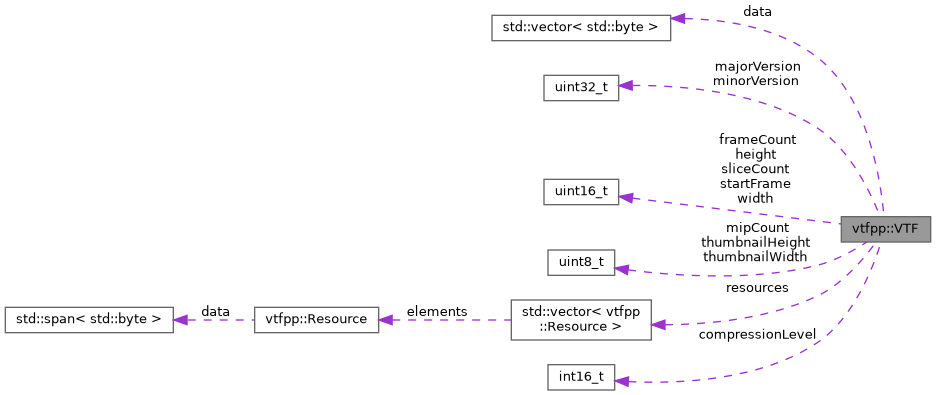 data
std::vector< std::byte >
majorVersion
minorVersion
uint32_t
frameCount
height
sliceCount
startFrame
width
uint16_t
vtfpp::VTF
mipCount
thumbnailHeight
thumbnailWidth
uint8_t
resources
std::span< std::byte >
data
vtfpp::Resource
elements
std::vector< vtfpp
::Resource >
compressionLevel
int16_t